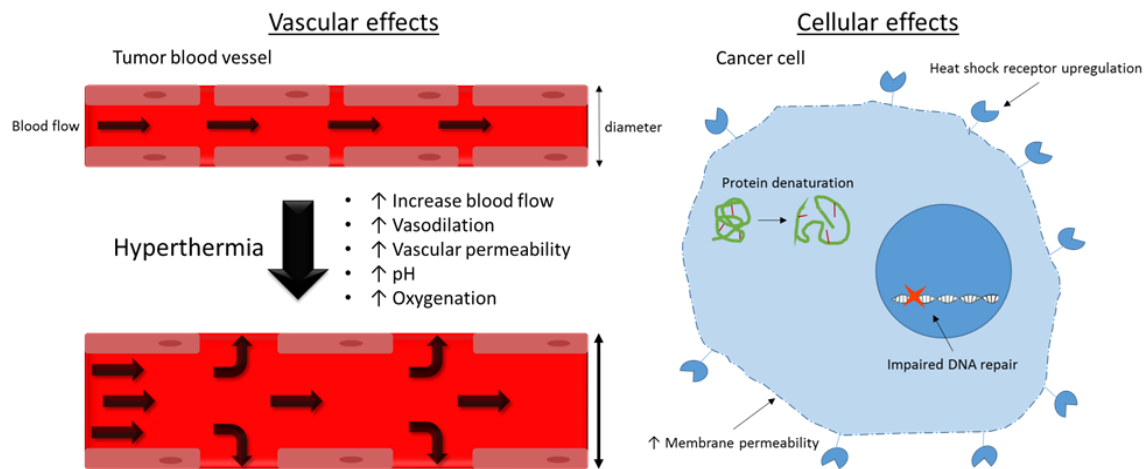 Vascular effects
Tumor blood vessel
Blood flow
diameter
Hyperthermia
• ↑ Increase blood flow
• ↑ Vasodilation
• ↑ Vascular permeability
• ↑ pH
• ↑ Oxygenation
Cellular effects
Cancer cell
Heat shock receptor upregulation
Protein denaturation
Impaired DNA repair
↑ Membrane permeability